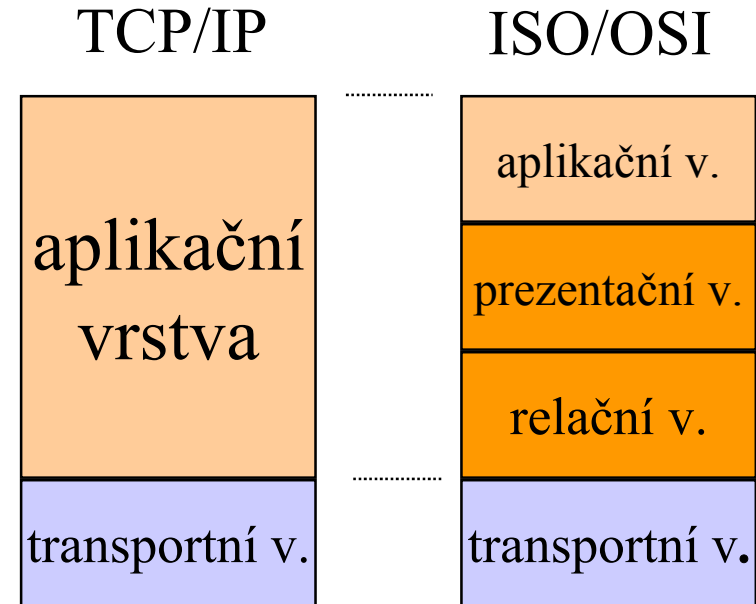 TCP/IP
ISO/OSI
aplikační
vrstva
transportní v.
aplikační v.
prezentační v.
relační v.
transportní v.